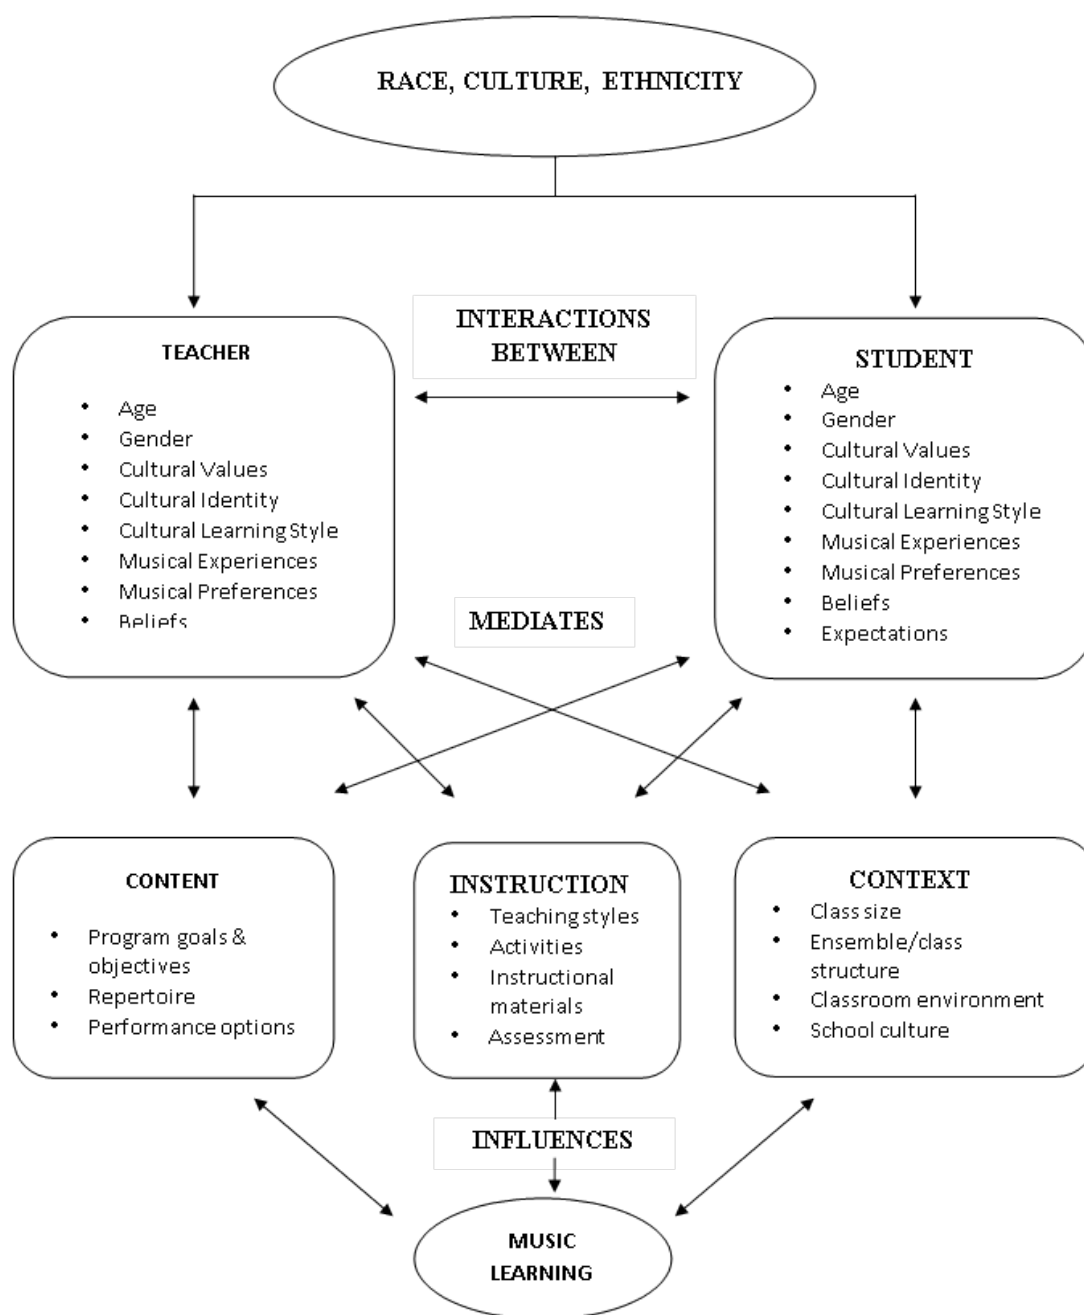 RACE, CULTURE, ETHNICITY
INTERACTIONS
BETWEEN
TEACHER
• Age
• Gender
• Cultural Values
• Cultural Identity
• Cultural Learning Style
• Musical Experiences
• Musical Preferences
• Beliefs
STUDENT
• Age
• Gender
• Cultural Values
• Cultural Identity
• Cultural Learning Style
• Musical Experiences
• Musical Preferences
• Beliefs
• Expectations
MEDIATES
CONTENT
• Program goals &
objectives
• Repertoire
• Performance options
INSTRUCTION
• Teaching styles
• Activities
• Instructional
materials
• Assessment
CONTEXT
• Class size
• Ensemble/class
structure
• Classroom environment
• School culture
INFLUENCES
MUSIC
LEARNING